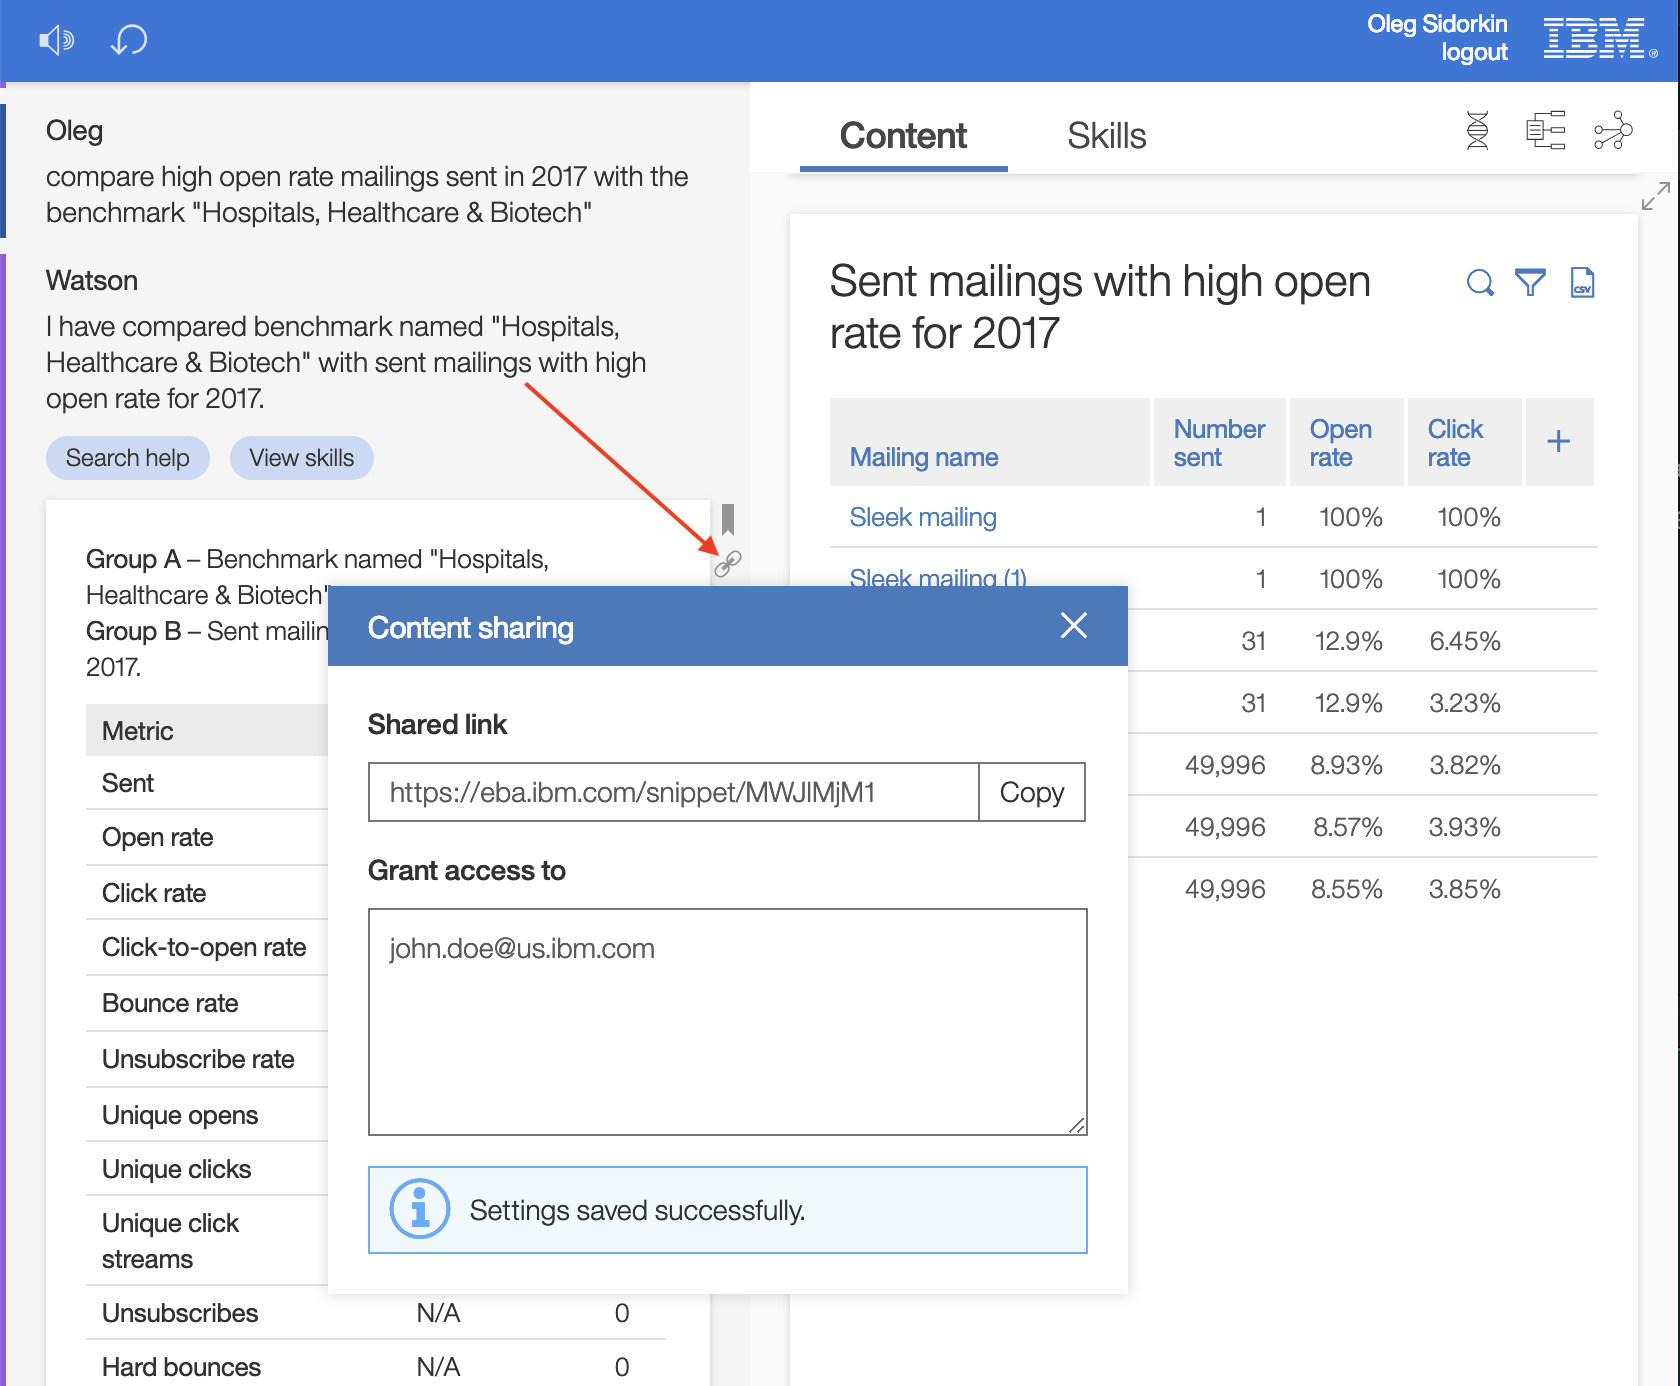 Oleg Sidorkin
logout
IBM®
Oleg
compare high open rate mailings sent in 2017 with the
benchmark "Hospitals, Healthcare & Biotech"
Watson
I have compared benchmark named "Hospitals,
Healthcare & Biotech" with sent mailings with high
open rate for 2017.
Search help
View skills
Group A – Benchmark named "Hospitals,
Healthcare & Biotech"
Group B – Sent mailin
2017.
Metric
Sent
Open rate
Click rate
Click-to-open rate
Bounce rate
Unsubscribe rate
Unique opens
Unique clicks
Unique click
streams
Unsubscribes N/A 0
Hard bounces N/A 0
Content Skills
Sent mailings with high open
rate for 2017
CSV
Mailing name Number sent Open rate Click rate +
Sleek mailing 1 100% 100%
Sleek mailing (1) 1 100% 100%
31 12.9% 6.45%
31 12.9% 3.23%
49,996 8.93% 3.82%
49,996 8.57% 3.93%
49,996 8.55% 3.85%
Content sharing
Shared link
https://eba.ibm.com/snippet/MWJlMjM1 Copy
Grant access to
john.doe@us.ibm.com
Settings saved successfully.